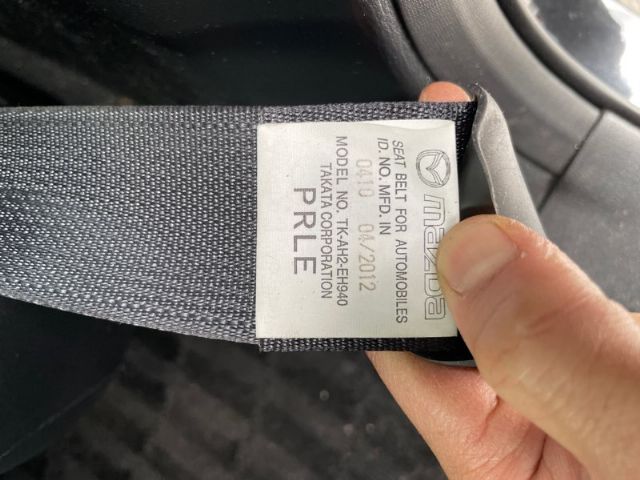 mazda
SEAT BELT FOR AUTOMOBILES
ID. NO. MFD. IN
0410 04/2012
MODEL NO. TK-AH2-EH940
TAKATA CORPORATION
PRLE